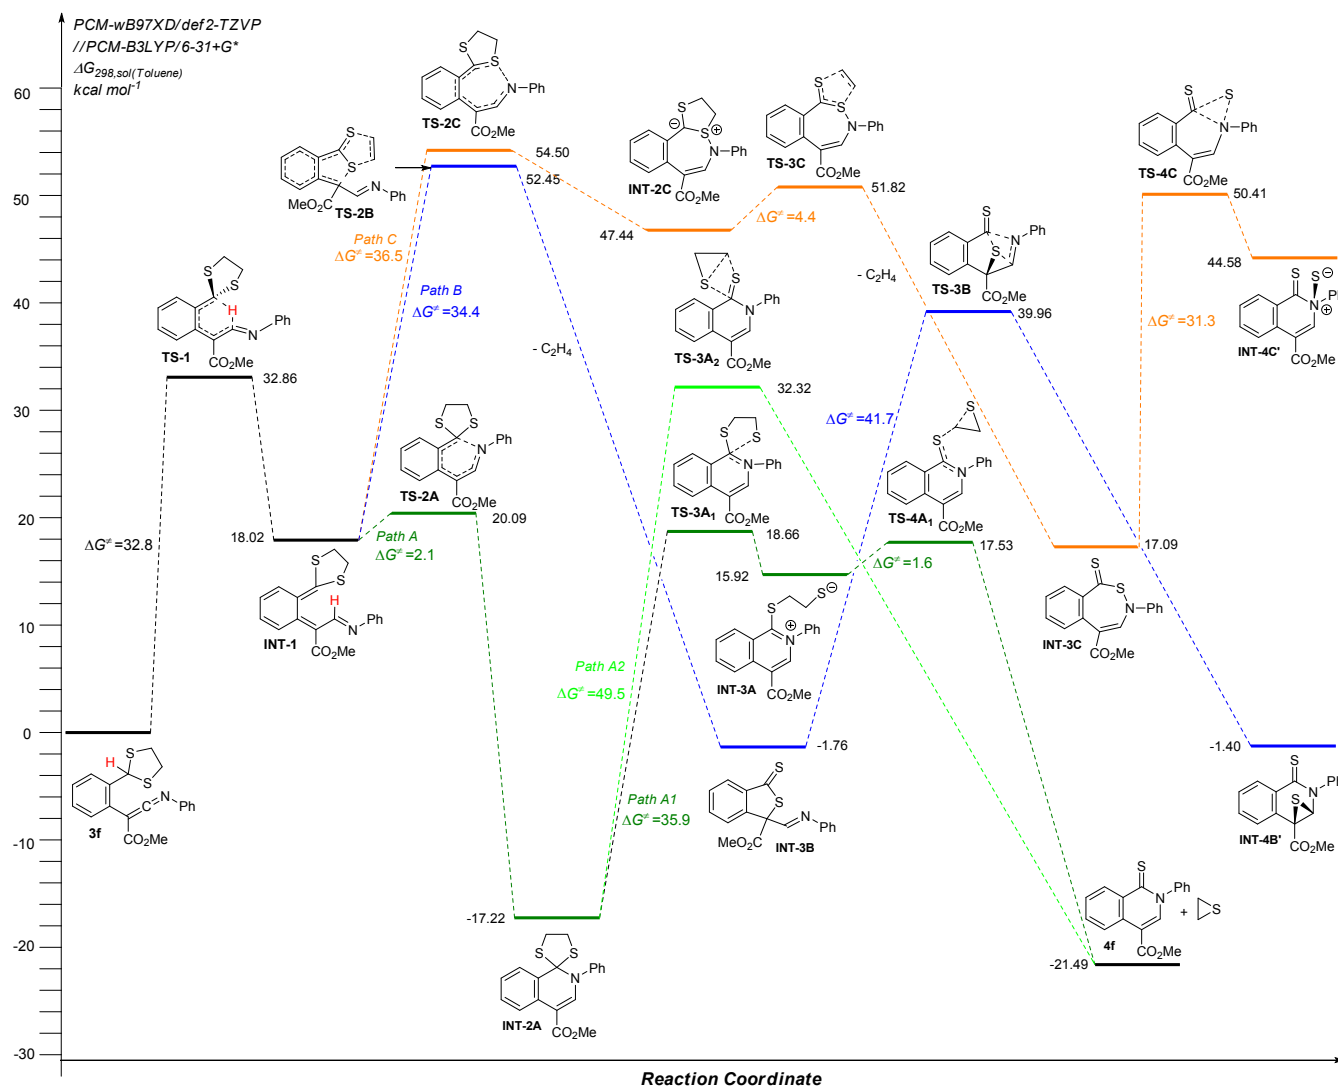 PCM-wB97XD/def2-TZVP
//PCM-B3LYP/6-31+G*
ΔG298,sol(Toluene)
kcal mol-1
60
50
40
30
20
10
0
-10
-20
-30
3f
H
S
S
N
Ph
C
CO2Me
ΔG≠=32.8
TS-1
S
S
H
N
Ph
CO2Me
32.86
18.02
INT-1
S
S
H
N
Ph
CO2Me
Path C
ΔG≠=36.5
Path B
ΔG≠=34.4
Path A
ΔG≠=2.1
TS-2C
S
S
N
Ph
CO2Me
54.50
TS-2B
S
S
N
Ph
MeO2C
52.45
TS-2A
S
S
N
Ph
CO2Me
20.09
-17.22
INT-2A
S
S
N
Ph
CO2Me
- C2H4
INT-2C
S
S
⊖
⊕
N
Ph
CO2Me
47.44
ΔG≠=4.4
TS-3C
S
S
N
Ph
CO2Me
51.82
- C2H4
TS-3A2
S
S
N
Ph
CO2Me
32.32
Path A2
ΔG≠=49.5
TS-3A1
S
S
N
Ph
CO2Me
18.66
Path A1
ΔG≠=35.9
15.92
INT-3A
S
S⊖
⊕
N
Ph
CO2Me
ΔG≠=1.6
TS-4A1
S
S
N
Ph
CO2Me
17.53
-1.76
INT-3B
S
S
N
Ph
MeO2C
ΔG≠=41.7
TS-3B
S
S
N
Ph
CO2Me
39.96
17.09
INT-3C
S
S
N
Ph
CO2Me
ΔG≠=31.3
TS-4C
S
S
N
Ph
CO2Me
50.41
44.58
INT-4C'
S
S⊖
N
⊕
Ph
CO2Me
-1.40
INT-4B'
S
S
N
Ph
CO2Me
4f
S
N
Ph
CO2Me
+
S
-21.49
Reaction Coordinate